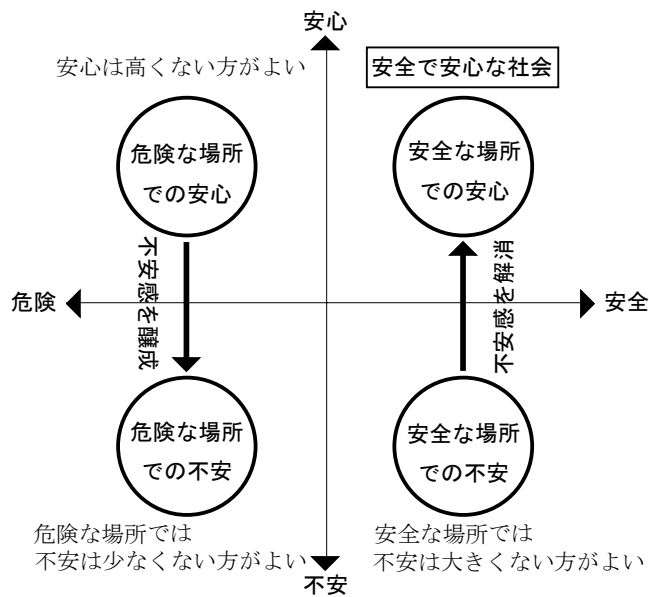 安心
安心は高くない方がよい
安全で安心な社会
危険な場所
での安心
安全な場所
での安心
不安感を醸成
不安感を解消
危険
安全
危険な場所
での不安
安全な場所
での不安
危険な場所では
不安は少なくない方がよい
安全な場所では
不安は大きくない方がよい
不安